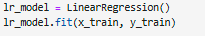 lr_model = LinearRegression()
lr_model.fit(x_train, y_train)